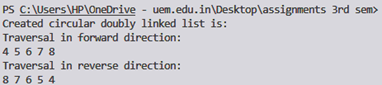 PS C:\Users\HP\OneDrive - uem.edu.in\Desktop\assignments 3rd sem>
Created circular doubly linked list is:
Traversal in forward direction:
4 5 6 7 8
Traversal in reverse direction:
8 7 6 5 4